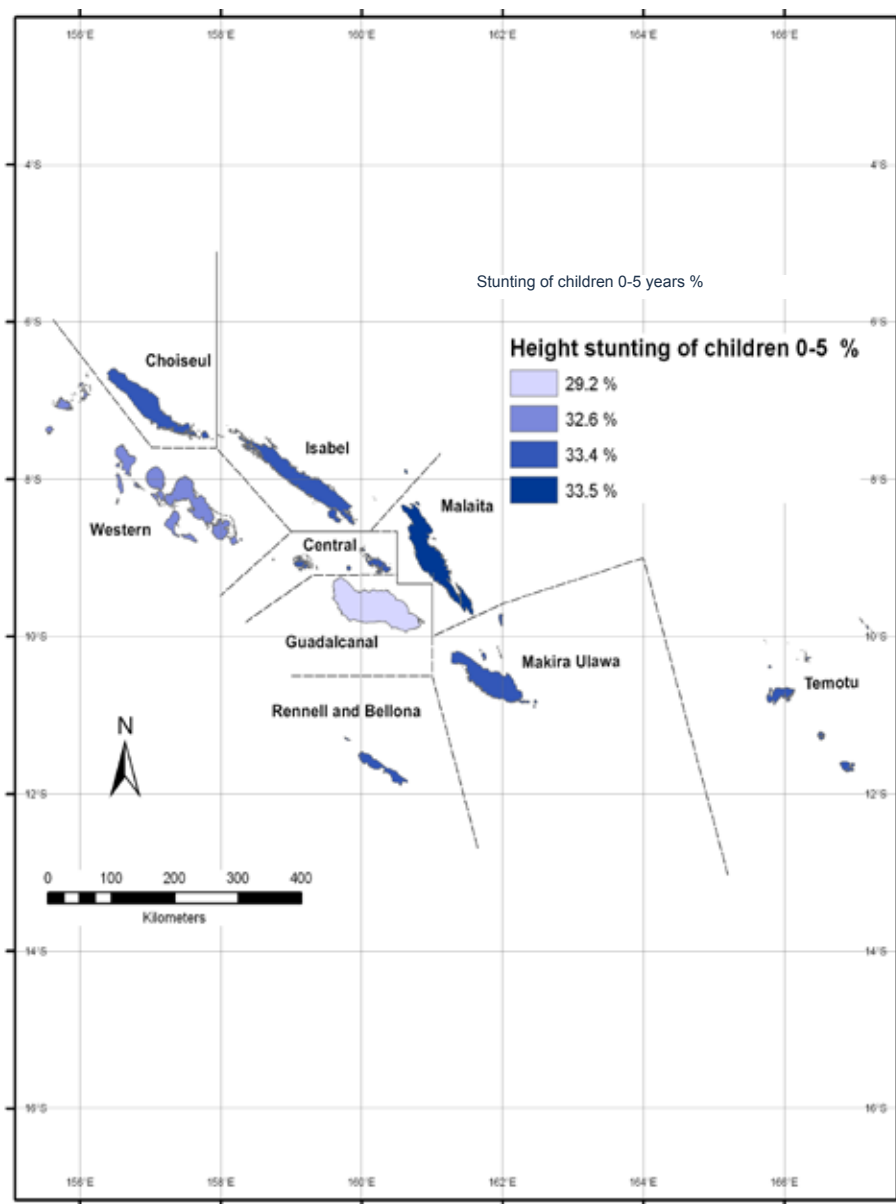 156°E 158°E 160°E 162°E 164°E 166°E
4°S 4°S
Stunting of children 0-5 years %
6°S 6°S
Height stunting of children 0-5 %
29.2 %
32.6 %
33.4 %
33.5 %
Choiseul
Isabel
8°S 8°S
Malaita
Western
Central
10°S 10°S
Guadalcanal
Makira Ulawa
Temotu
Rennell and Bellona
N
12°S 12°S
0 100 200 300 400
Kilometers
14°S 14°S
16°S 16°S
156°E 158°E 160°E 162°E 164°E 166°E